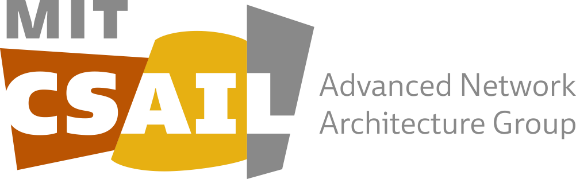 MIT
CSAIL
Advanced Network
Architecture Group